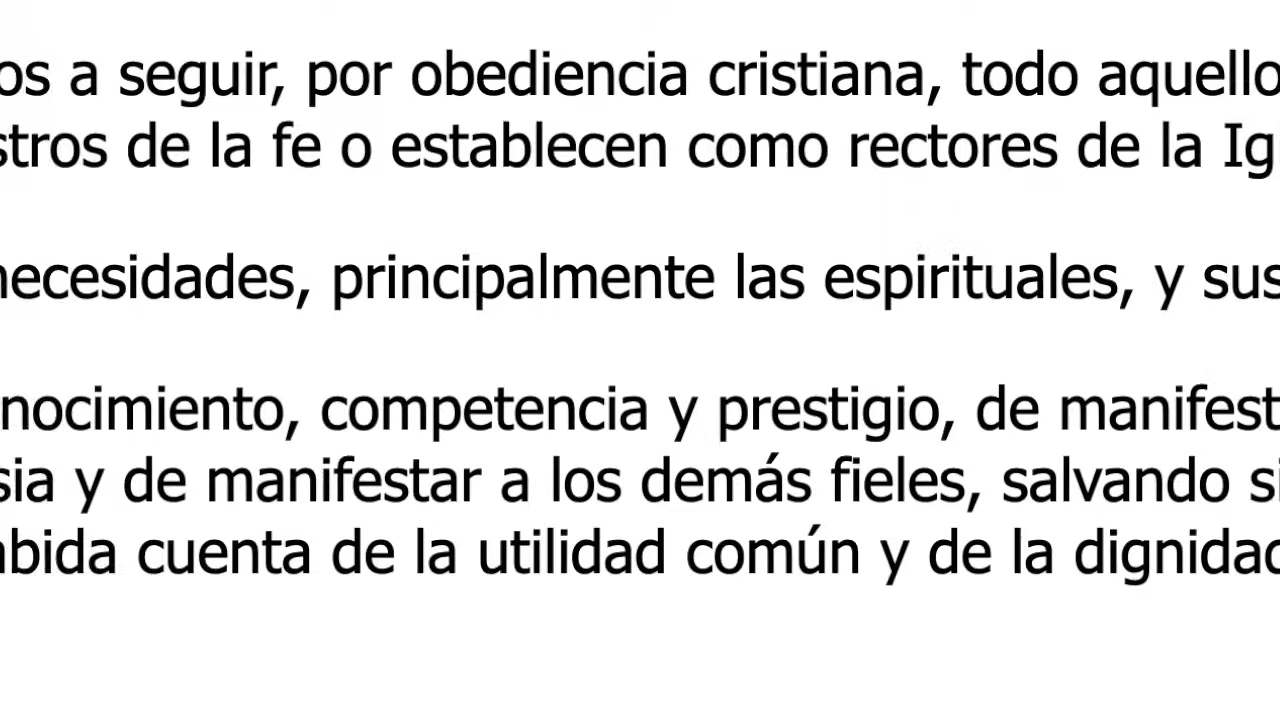 os a seguir, por obediencia cristiana, todo aquello
stros de la fe o establecen como rectores de la Ig
necesidades, principalmente las espirituales, y sus
nocimiento, competencia y prestigio, de manifest
sia y de manifestar a los demás fieles, salvando si
abida cuenta de la utilidad común y de la dignidad